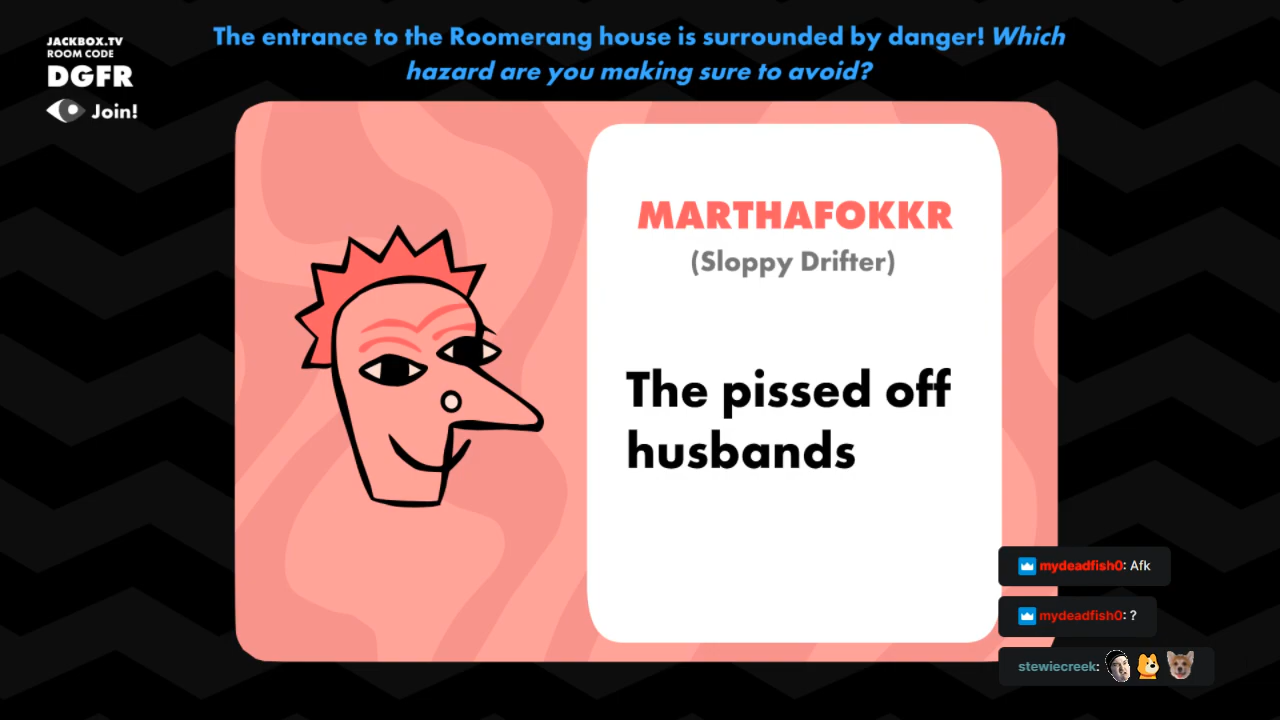 JACKBOX.TV
ROOM CODE
DGFR
Join!
The entrance to the Roomerang house is surrounded by danger! Which
hazard are you making sure to avoid?
MARTHAFOKKR
(Sloppy Drifter)
The pissed off
husbands
mydeadfish0: Afk
mydeadfish0: ?
stewiecreek: